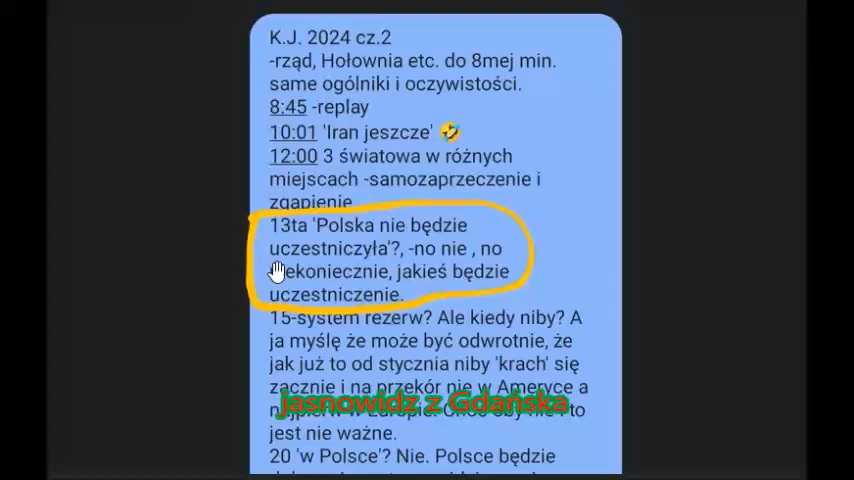 K.J. 2024 cz.2
-rząd, Hołownia etc. do 8mej min.
same ogólniki i oczywistości.
8:45 -replay
10:01 'Iran jeszcze' 🤣
12:00 3 światowa w różnych
miejscach -samozaprzeczenie i
zgapienie
13ta 'Polska nie będzie
uczestniczyła'?, -no nie , no
jakieś będzie
uczestniczenie.
15-system rezerw? Ale kiedy niby? A
ja myślę że może być odwrotnie, że
jak już to od stycznia niby 'krach' się
zacznie i na przekór nie w Ameryce a
jasnowidz z Gdańska
to
jest nie ważne.
20 'w Polsce'? Nie. Polsce będzie